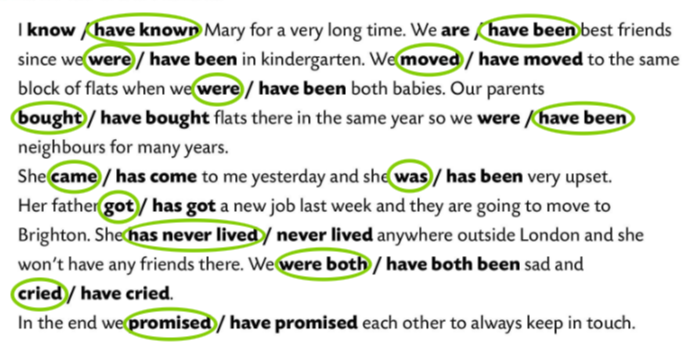 I know / have known Mary for a very long time. We are / have been best friends
since we were / have been in kindergarten. We moved / have moved to the same
block of flats when we were / have been both babies. Our parents
bought / have bought flats there in the same year so we were / have been
neighbours for many years.
She came / has come to me yesterday and she was / has been very upset.
Her father got / has got a new job last week and they are going to move to
Brighton. She has never lived / never lived anywhere outside London and she
won't have any friends there. We were both / have both been sad and
cried / have cried.
In the end we promised / have promised each other to always keep in touch.